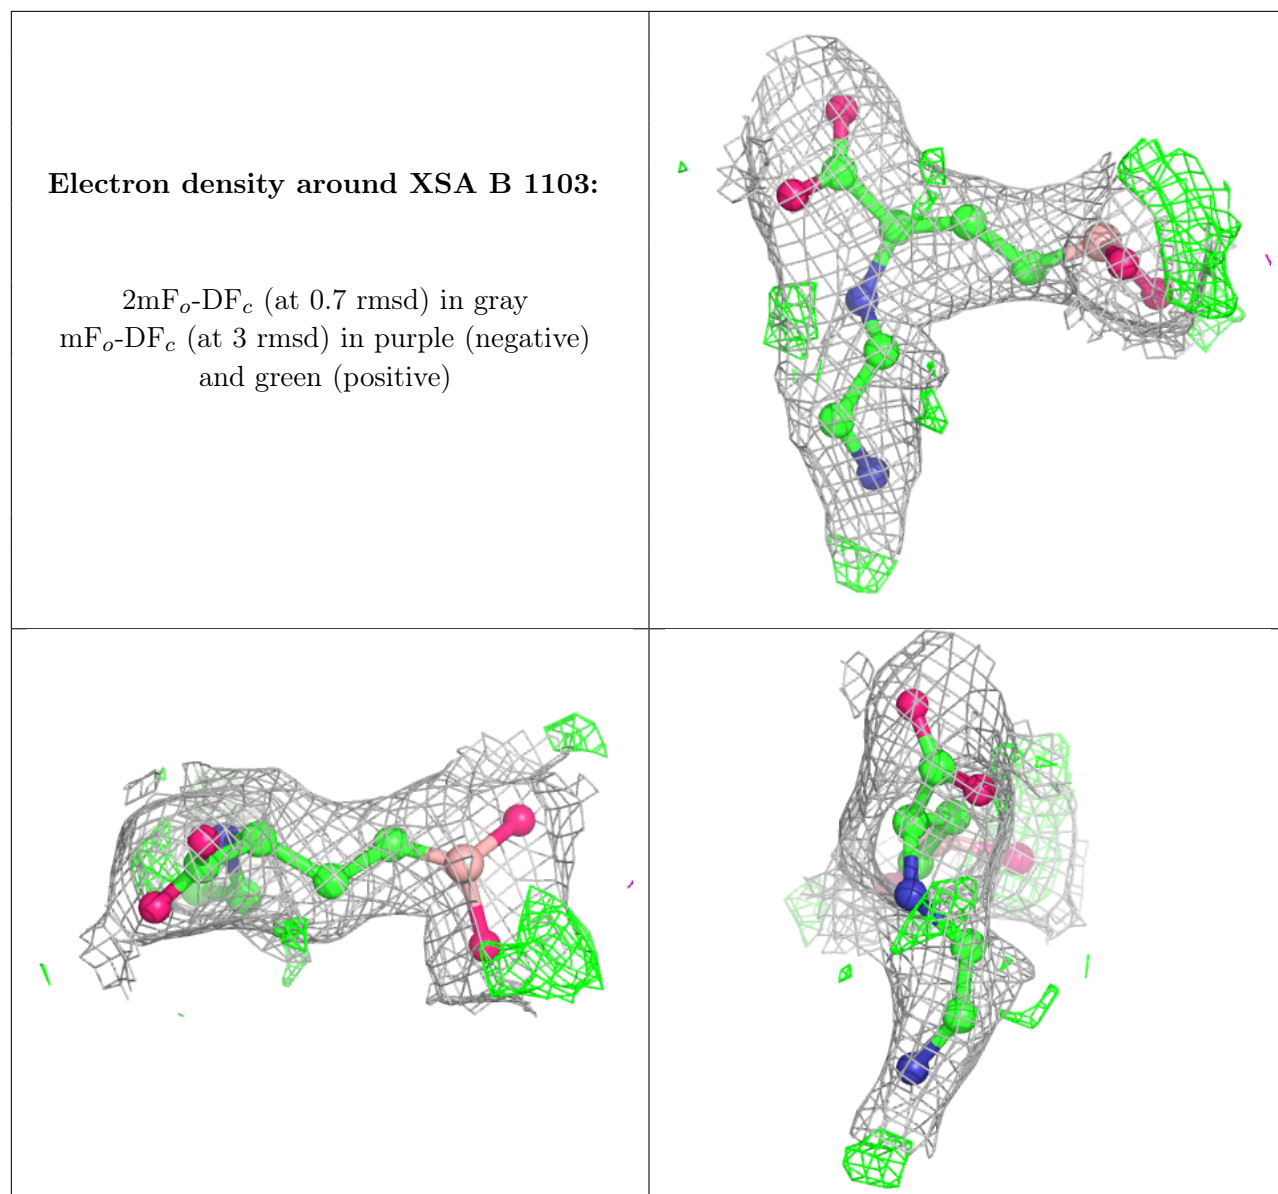 Electron density around XSA B 1103:
2mFₒ-DF𝒸 (at 0.7 rmsd) in gray
mFₒ-DF𝒸 (at 3 rmsd) in purple (negative)
and green (positive)